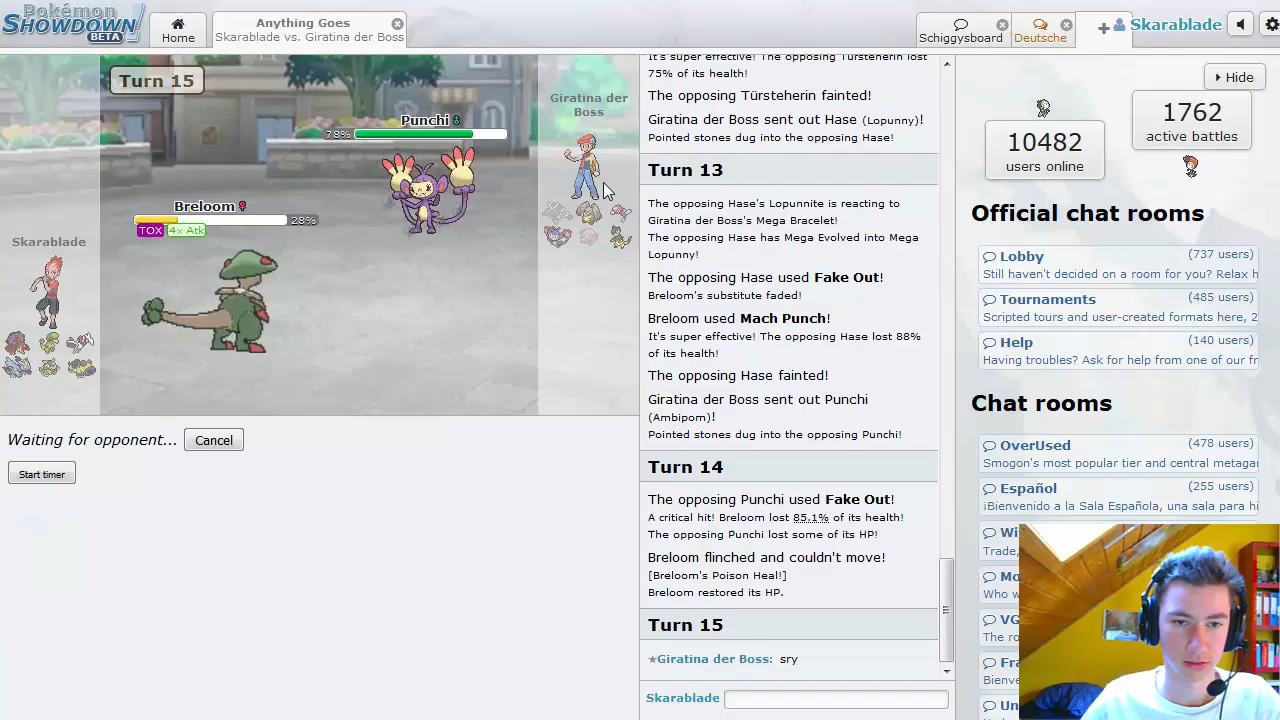 Pokémon
SHOWDOWN!
BETA
Home
Anything Goes
Skarablade vs. Giratina der Boss
Schiggysboard
Deutsche
Skarablade
Turn 15
Punchi
78%
Breloom
28%
TOX 4x Atk
Skarablade
Giratina der
Boss
Waiting for opponent... Cancel
Start timer
It's super effective! The opposing Türsteherin lost
75% of its health!
The opposing Türsteherin fainted!
Giratina der Boss sent out Hase (Lopunny)!
Pointed stones dug into the opposing Hase!
Turn 13
The opposing Hase's Lopunnite is reacting to
Giratina der Boss's Mega Bracelet!
The opposing Hase has Mega Evolved into Mega
Lopunny!
The opposing Hase used Fake Out!
Breloom's substitute faded!
Breloom used Mach Punch!
It's super effective! The opposing Hase lost 88%
of its health!
The opposing Hase fainted!
Giratina der Boss sent out Punchi
(Ambipom)!
Pointed stones dug into the opposing Punchi!
Turn 14
The opposing Punchi used Fake Out!
A critical hit! Breloom lost 85.1% of its health!
The opposing Punchi lost some of its HP!
Breloom flinched and couldn't move!
[Breloom's Poison Heal!]
Breloom restored its HP.
Turn 15
★Giratina der Boss: sry
Skarablade
Hide
10482
users online
1762
active battles
Official chat rooms
Lobby (737 users)
Still haven't decided on a room for you? Relax h
Tournaments (485 users)
Scripted tours and user-created formats here, 2
Help (140 users)
Having troubles? Ask for help from one of our fr
Chat rooms
OverUsed (478 users)
Smogon's most popular tier and central metagar
Español (255 users)
¡Bienvenido a la Sala Española, una sala para hi
Wi
Trade,
Mo
Who w
VG
The ro
Fra
Bienve
Un